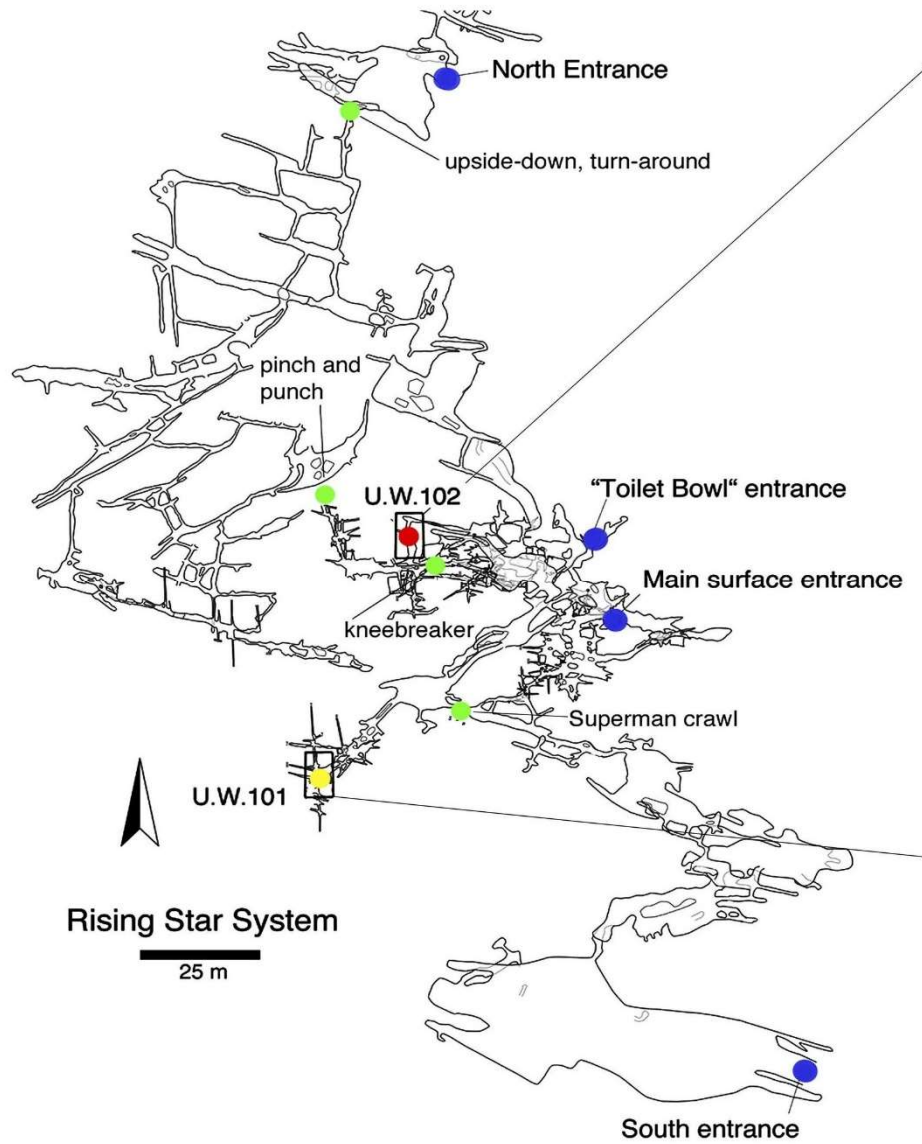 North Entrance
upside-down, turn-around
pinch and
punch
U.W.102
“Toilet Bowl“ entrance
Main surface entrance
kneebreaker
Superman crawl
U.W.101
Rising Star System
25 m
South entrance